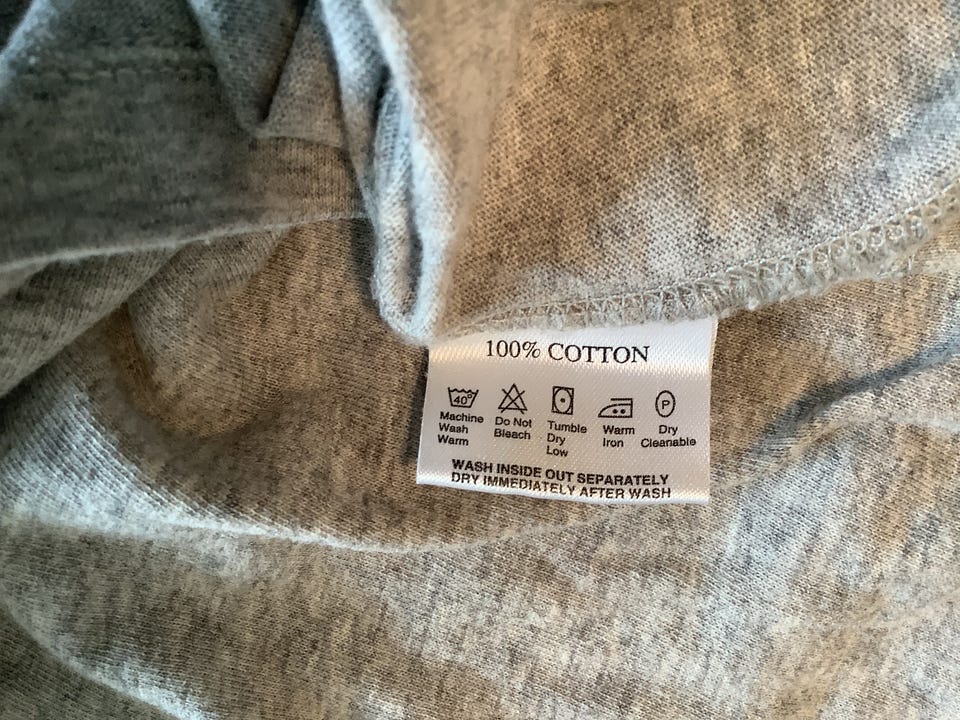 100% COTTON
40° P
Machine Wash Warm
Do Not Bleach
Tumble Dry Low
Warm Iron
Dry Cleanable
WASH INSIDE OUT SEPARATELY
DRY IMMEDIATELY AFTER WASH